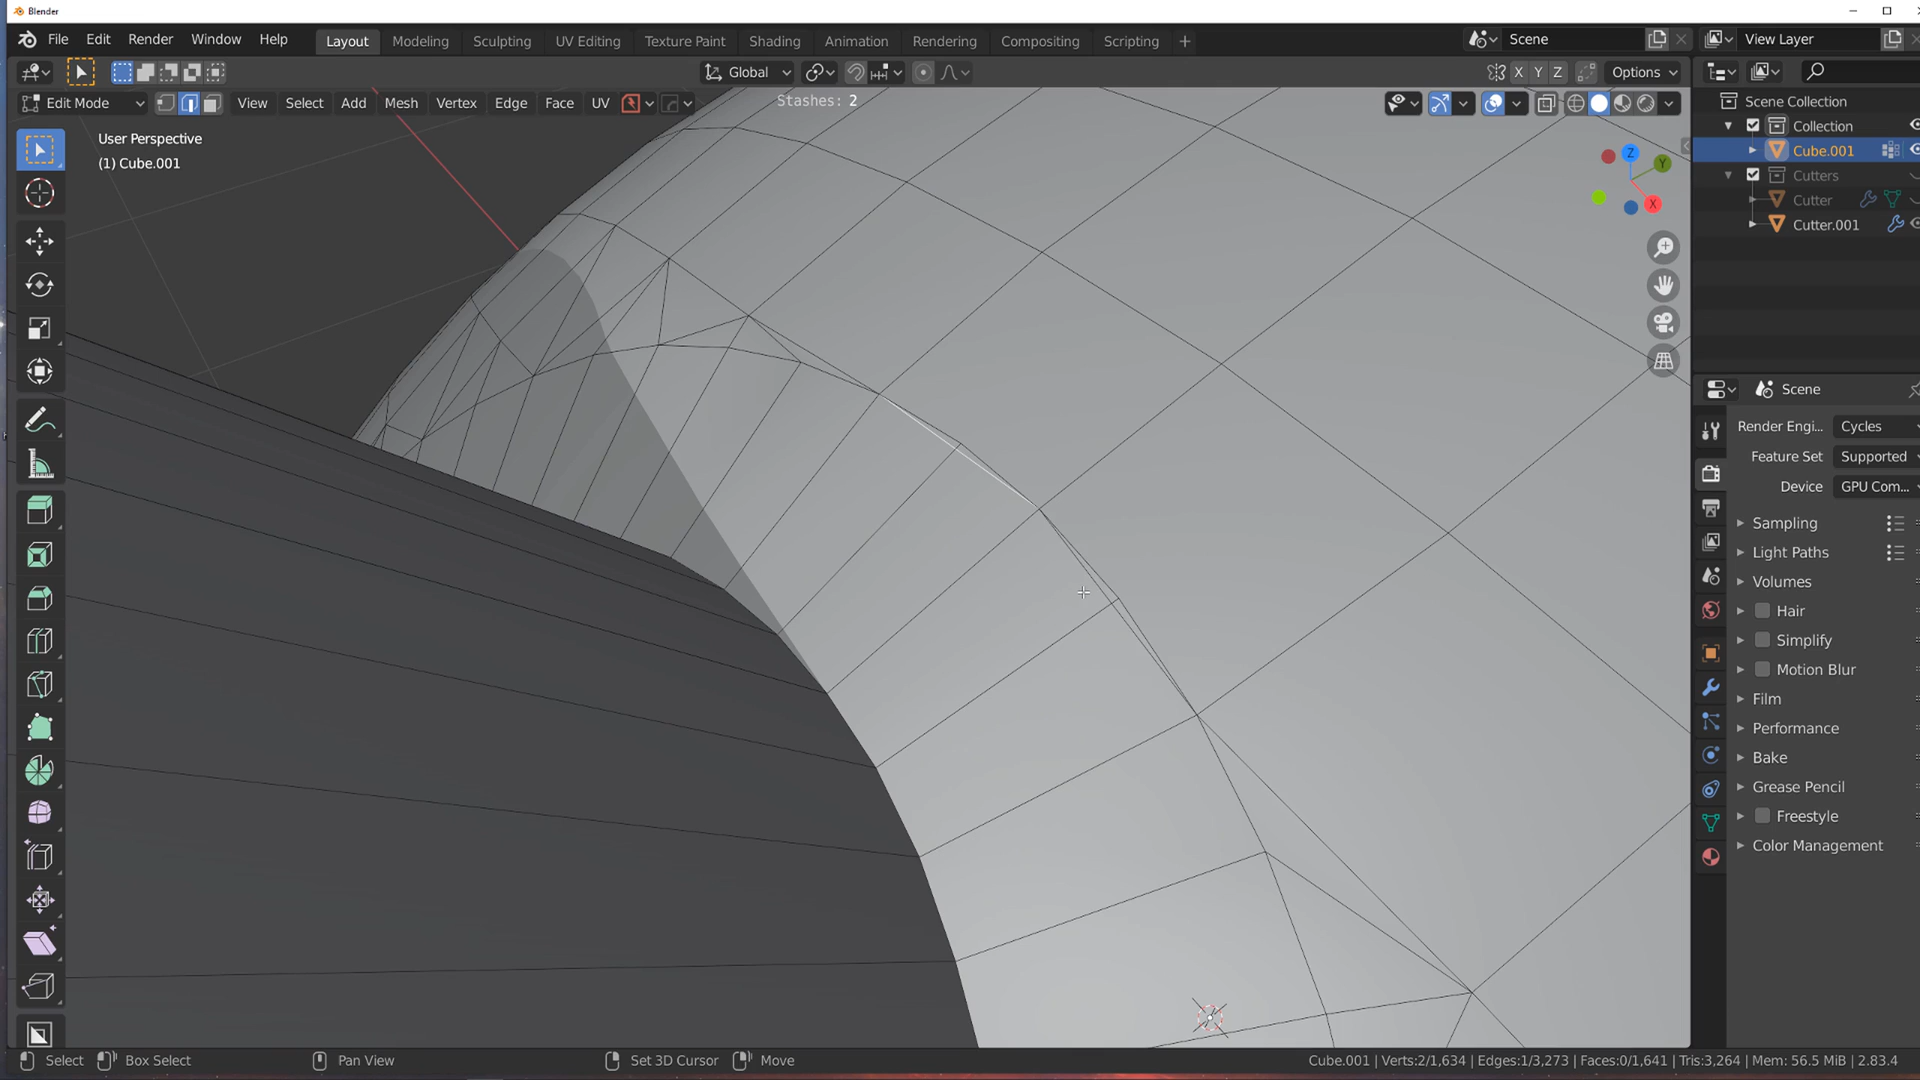 Blender
File Edit Render Window Help Layout Modeling Sculpting UV Editing Texture Paint Shading Animation Rendering Compositing Scripting + Scene View Layer
Global X Y Z Options
Edit Mode View Select Add Mesh Vertex Edge Face UV Stashes: 2
User Perspective
(1) Cube.001
Z Y X
Scene Collection
Collection
Cube.001
Cutters
Cutter
Cutter.001
Scene
Render Engi... Cycles
Feature Set Supported
Device GPU Com...
Sampling
Light Paths
Volumes
Hair
Simplify
Motion Blur
Film
Performance
Bake
Grease Pencil
Freestyle
Color Management
Select Box Select Pan View Set 3D Cursor Move Cube.001 | Verts:2/1,634 | Edges:1/3,273 | Faces:0/1,641 | Tris:3,264 | Mem: 56.5 MiB | 2.83.4